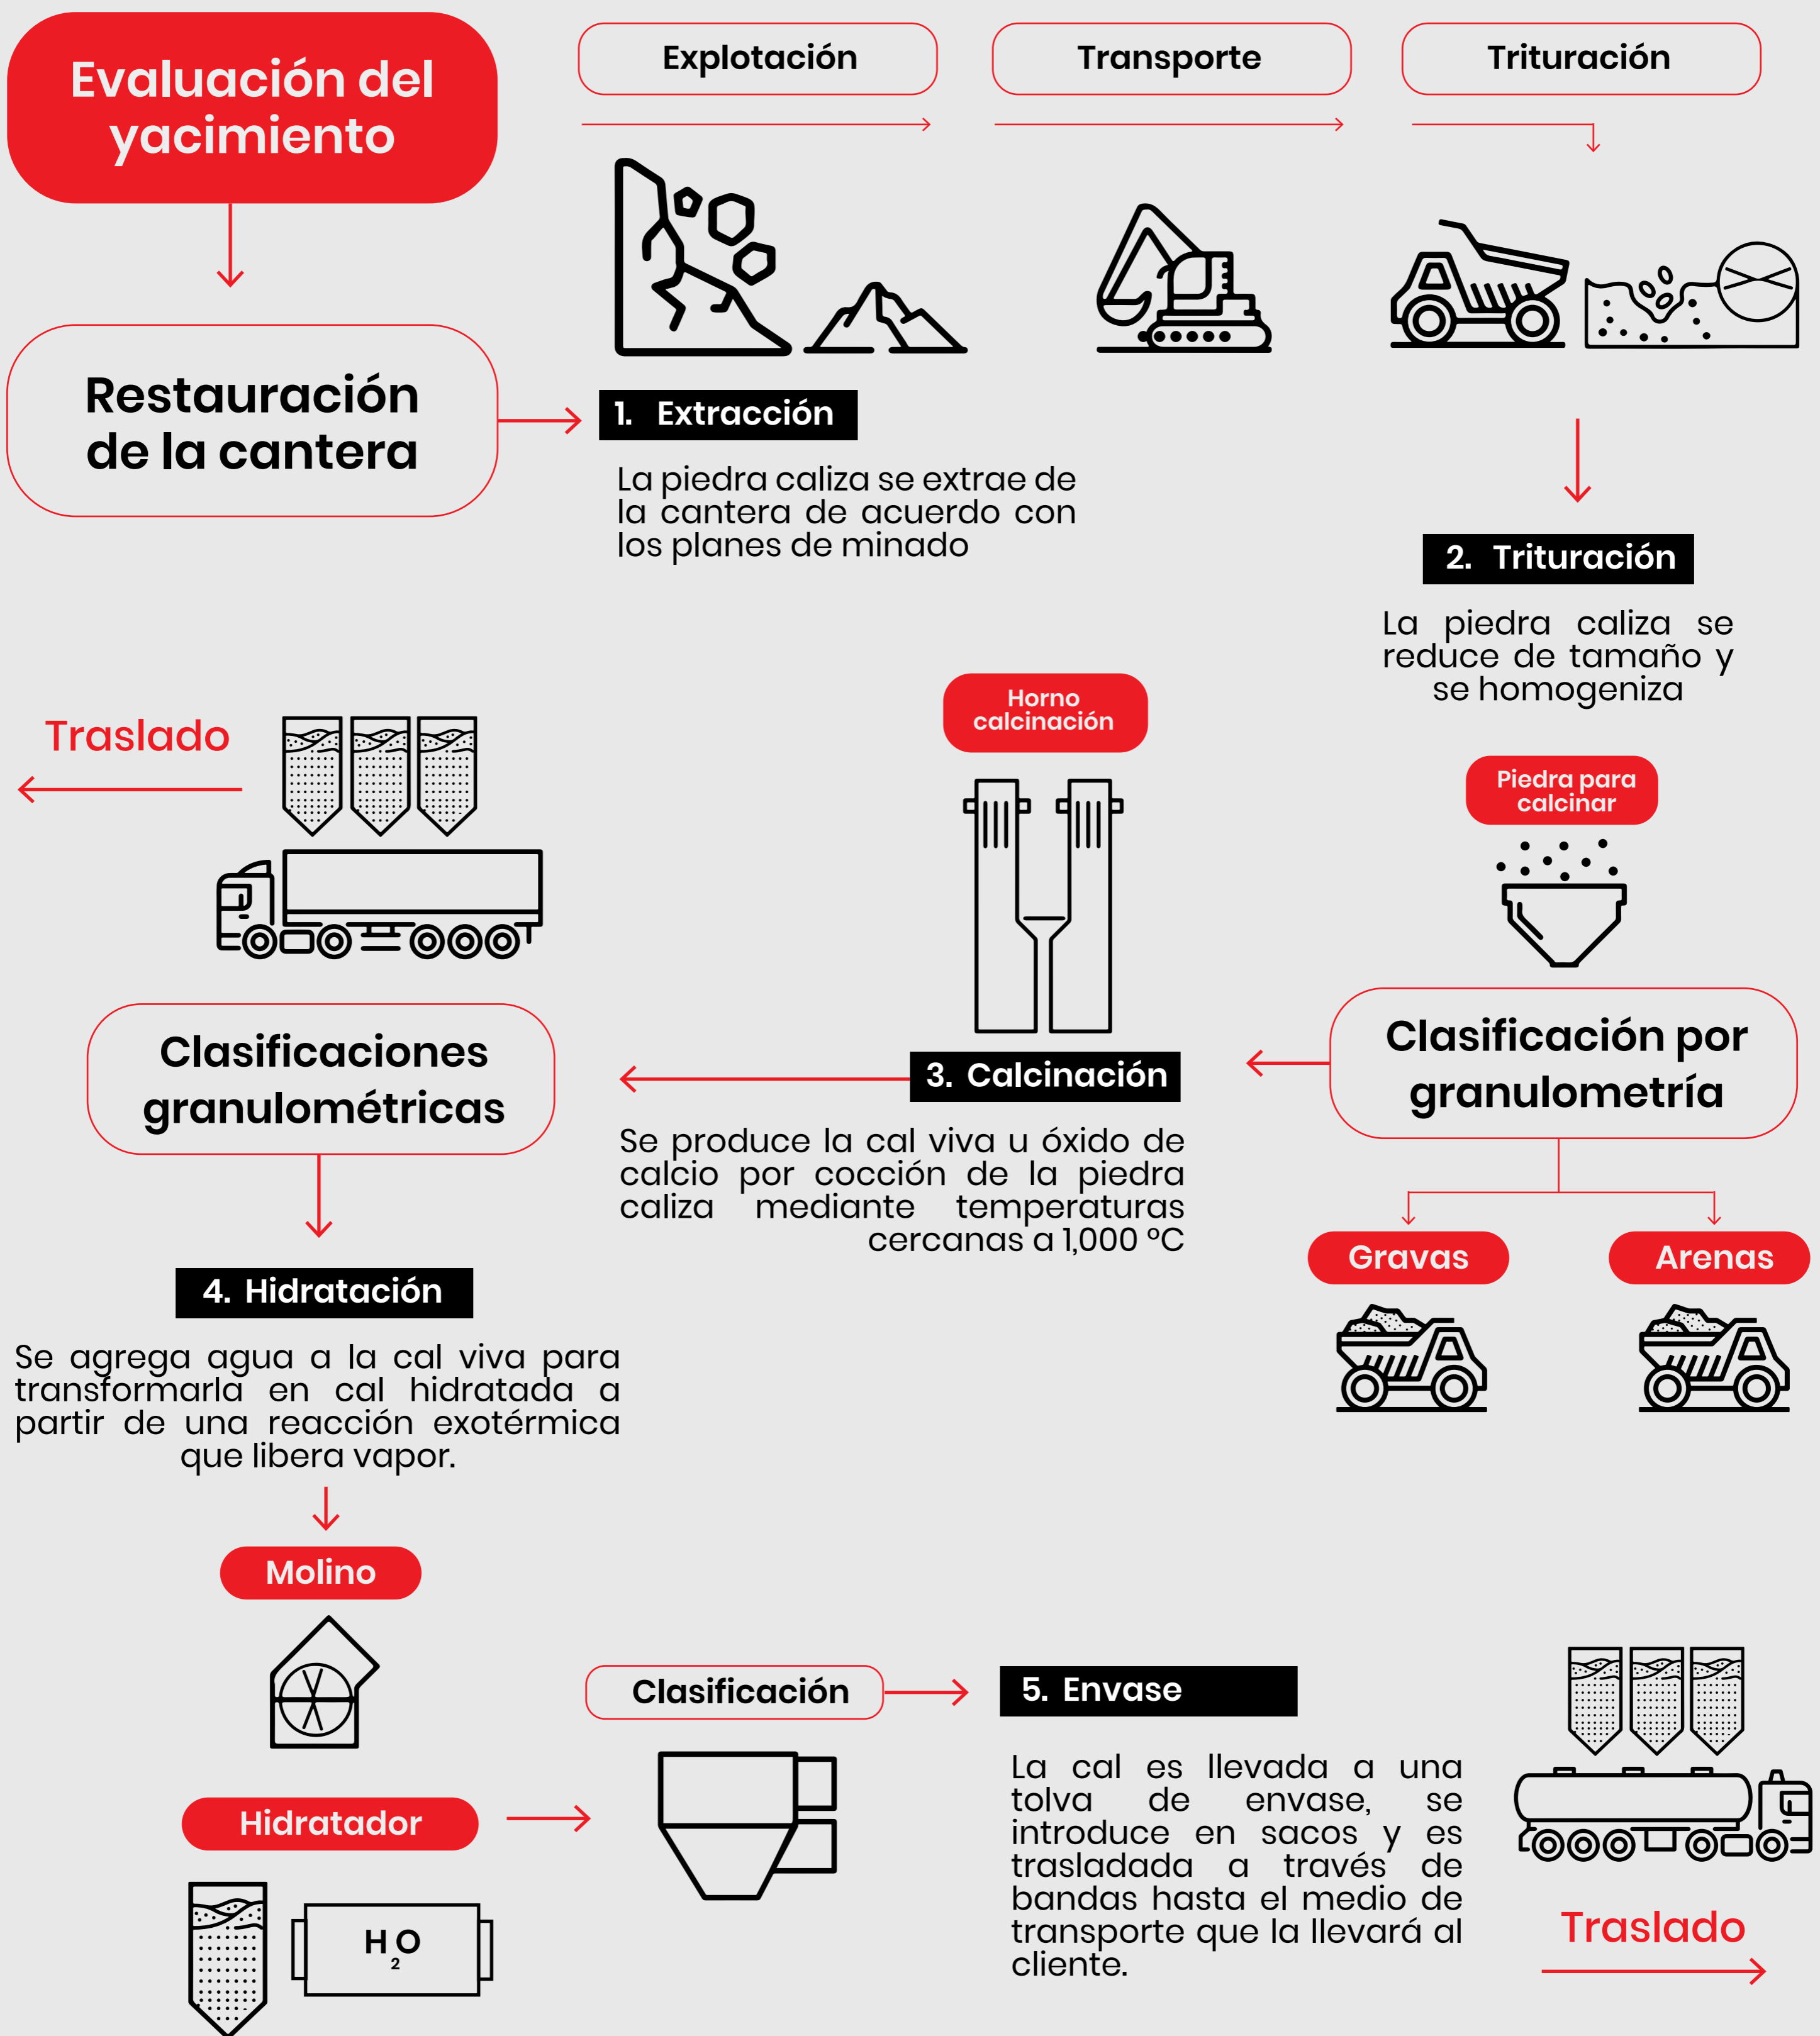 Evaluación del
yacimiento
Explotación
Transporte
Trituración
Restauración
de la cantera
1. Extracción
La piedra caliza se extrae de
la cantera de acuerdo con
los planes de minado
2. Trituración
La piedra caliza se
reduce de tamaño y
se homogeniza
Piedra para
calcinar
Clasificación por
granulometría
Gravas
Arenas
Horno
calcinación
3. Calcinación
Se produce la cal viva u óxido de
calcio por cocción de la piedra
caliza mediante temperaturas
cercanas a 1,000 °C
Traslado
Clasificaciones
granulométricas
4. Hidratación
Se agrega agua a la cal viva para
transformarla en cal hidratada a
partir de una reacción exotérmica
que libera vapor.
Molino
Hidratador
H₂O
Clasificación
5. Envase
La cal es llevada a una
tolva de envase, se
introduce en sacos y es
trasladada a través de
bandas hasta el medio de
transporte que la llevará al
cliente.
Traslado